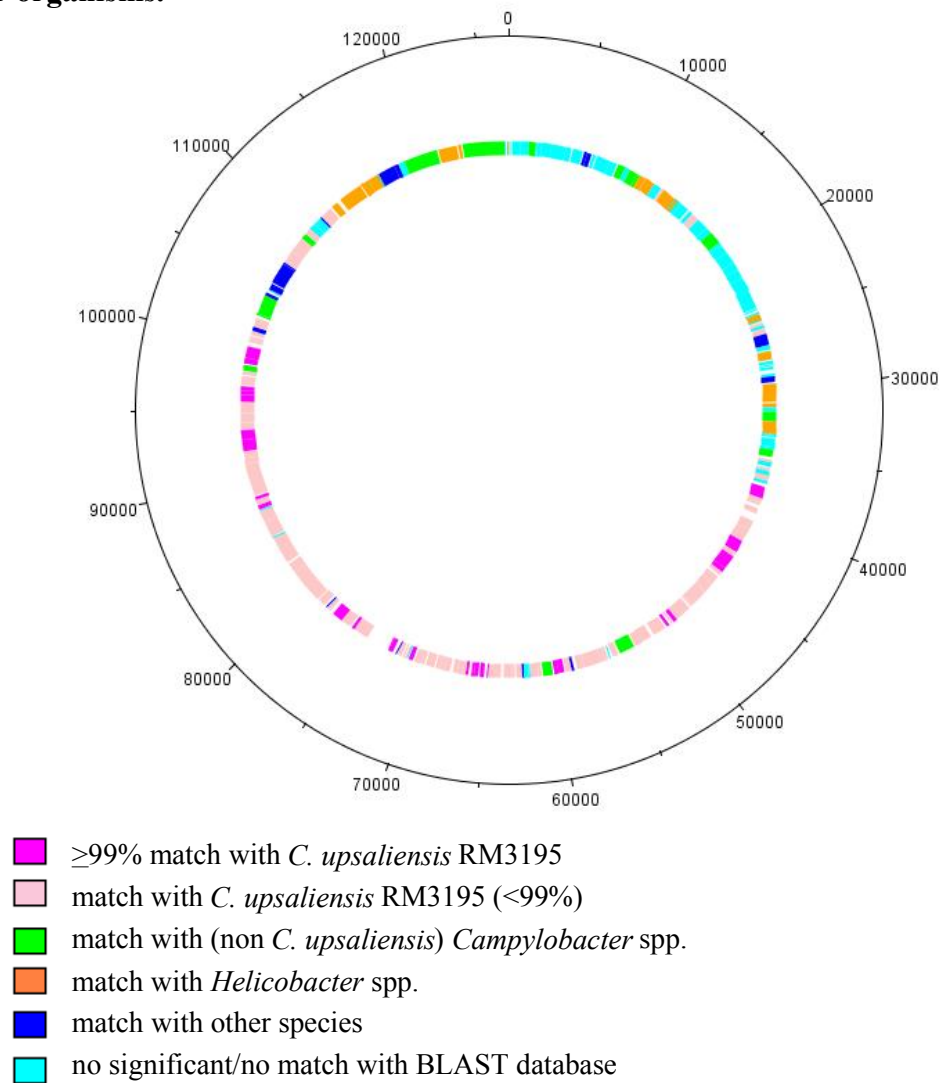 organisms.
0
10000
20000
30000
40000
50000
60000
70000
80000
90000
100000
110000
120000
≥99% match with C. upsaliensis RM3195
match with C. upsaliensis RM3195 (<99%)
match with (non C. upsaliensis) Campylobacter spp.
match with Helicobacter spp.
match with other species
no significant/no match with BLAST database